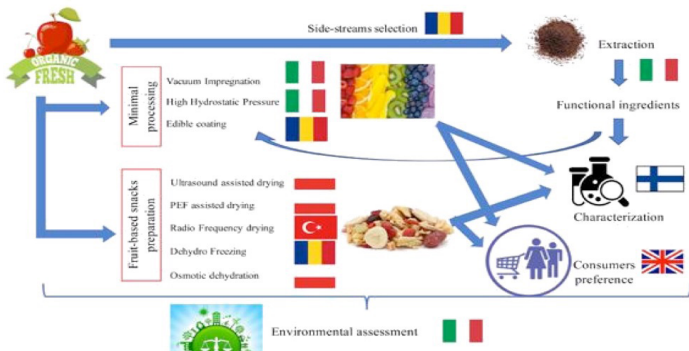 Side-streams selection
ORGANIC
FRESH
Extraction
Minimal
processing
Vacuum Impregnation
High Hydrostatic Pressure
Edible coating
Functional ingredients
Fruit-based snacks
preparation
Ultrasound assisted drying
PEF assisted drying
Radio Frequency drying
Dehydro Freezing
Osmotic dehydration
Characterization
Consumers
preference
Environmental assessment